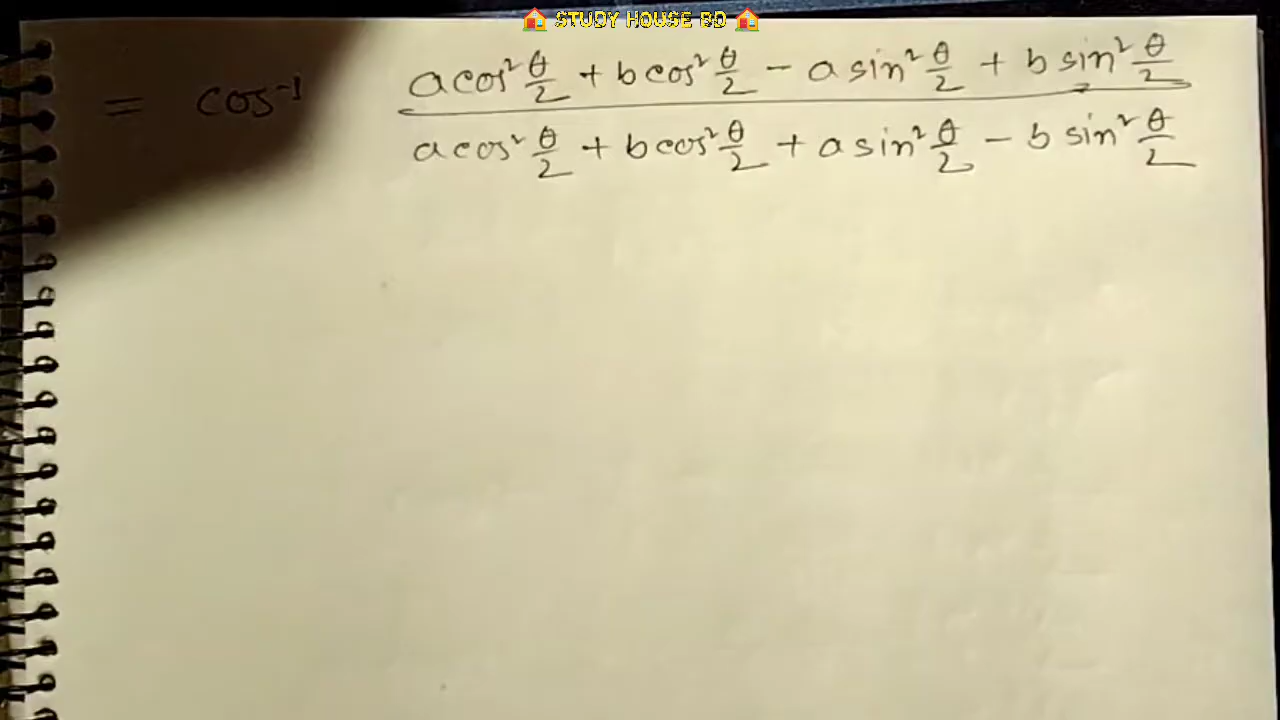 🏠 STUDY HOUSE BD 🏠
= cos⁻¹ (a cos² θ/2 + b cos² θ/2 − a sin² θ/2 + b sin² θ/2) / (a cos² θ/2 + b cos² θ/2 + a sin² θ/2 − b sin² θ/2)